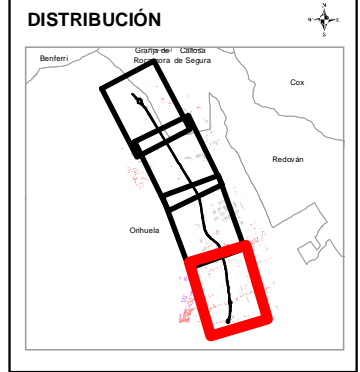 DISTRIBUCIÓN
N
W
E
S
Granja de Callosa
Rocamora de Segura
Benferri
Cox
Redován
Orihuela